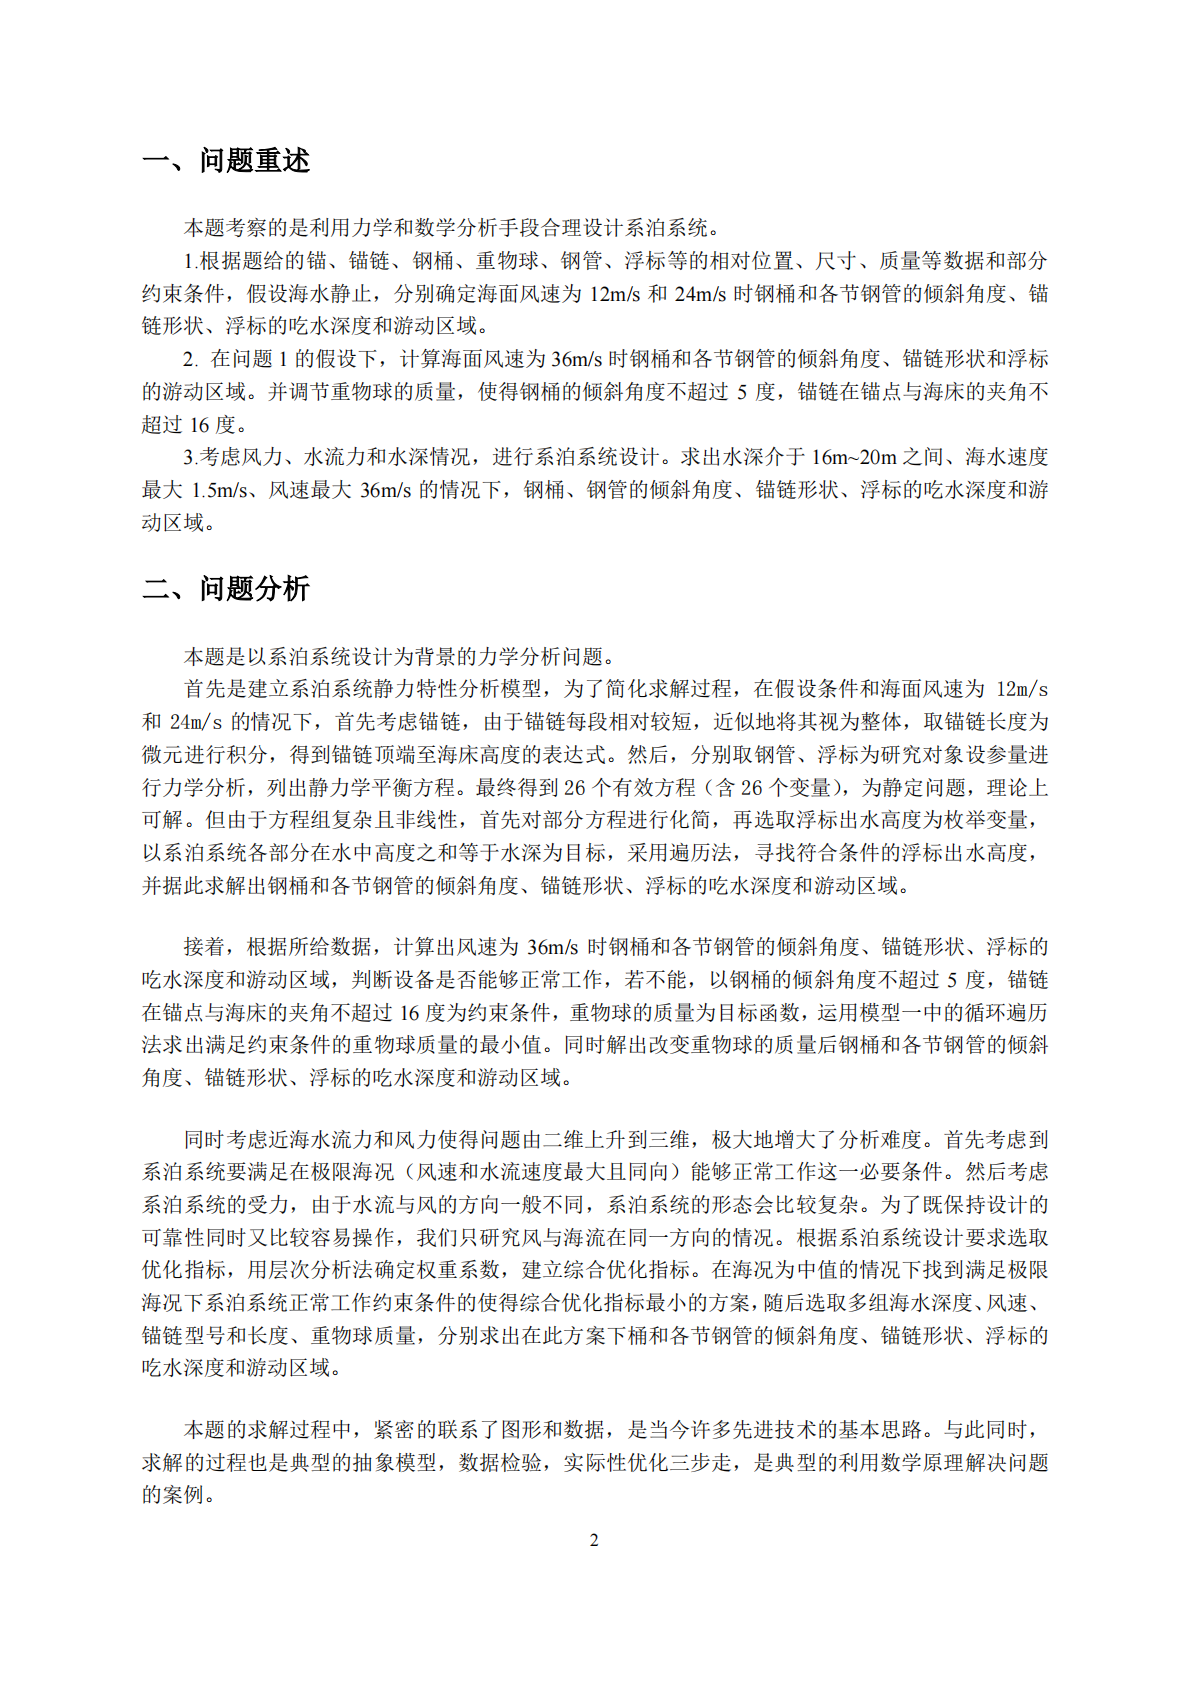 一、问题重述
本题考察的是利用力学和数学分析手段合理设计系泊系统。
1.根据题给的锚、锚链、钢桶、重物球、钢管、浮标等的相对位置、尺寸、质量等数据和部分
约束条件，假设海水静止，分别确定海面风速为 12m/s 和 24m/s 时钢桶和各节钢管的倾斜角度、锚
链形状、浮标的吃水深度和游动区域。
2. 在问题 1 的假设下，计算海面风速为 36m/s 时钢桶和各节钢管的倾斜角度、锚链形状和浮标
的游动区域。并调节重物球的质量，使得钢桶的倾斜角度不超过 5 度，锚链在锚点与海床的夹角不
超过 16 度。
3.考虑风力、水流力和水深情况，进行系泊系统设计。求出水深介于 16m~20m 之间、海水速度
最大 1.5m/s、风速最大 36m/s 的情况下，钢桶、钢管的倾斜角度、锚链形状、浮标的吃水深度和游
动区域。
二、问题分析
本题是以系泊系统设计为背景的力学分析问题。
首先是建立系泊系统静力特性分析模型，为了简化求解过程，在假设条件和海面风速为 12m/s
和 24m/s 的情况下，首先考虑锚链，由于锚链每段相对较短，近似地将其视为整体，取锚链长度为
微元进行积分，得到锚链顶端至海床高度的表达式。然后，分别取钢管、浮标为研究对象设参量进
行力学分析，列出静力学平衡方程。最终得到 26 个有效方程（含 26 个变量），为静定问题，理论上
可解。但由于方程组复杂且非线性，首先对部分方程进行化简，再选取浮标出水高度为枚举变量，
以系泊系统各部分在水中高度之和等于水深为目标，采用遍历法，寻找符合条件的浮标出水高度，
并据此求解出钢桶和各节钢管的倾斜角度、锚链形状、浮标的吃水深度和游动区域。
接着，根据所给数据，计算出风速为 36m/s 时钢桶和各节钢管的倾斜角度、锚链形状、浮标的
吃水深度和游动区域，判断设备是否能够正常工作，若不能，以钢桶的倾斜角度不超过 5 度，锚链
在锚点与海床的夹角不超过 16 度为约束条件，重物球的质量为目标函数，运用模型一中的循环遍历
法求出满足约束条件的重物球质量的最小值。同时解出改变重物球的质量后钢桶和各节钢管的倾斜
角度、锚链形状、浮标的吃水深度和游动区域。
同时考虑近海水流力和风力使得问题由二维上升到三维，极大地增大了分析难度。首先考虑到
系泊系统要满足在极限海况（风速和水流速度最大且同向）能够正常工作这一必要条件。然后考虑
系泊系统的受力，由于水流与风的方向一般不同，系泊系统的形态会比较复杂。为了既保持设计的
可靠性同时又比较容易操作，我们只研究风与海流在同一方向的情况。根据系泊系统设计要求选取
优化指标，用层次分析法确定权重系数，建立综合优化指标。在海况为中值的情况下找到满足极限
海况下系泊系统正常工作约束条件的使得综合优化指标最小的方案，随后选取多组海水深度、风速、
锚链型号和长度、重物球质量，分别求出在此方案下桶和各节钢管的倾斜角度、锚链形状、浮标的
吃水深度和游动区域。
本题的求解过程中，紧密的联系了图形和数据，是当今许多先进技术的基本思路。与此同时，
求解的过程也是典型的抽象模型，数据检验，实际性优化三步走，是典型的利用数学原理解决问题
的案例。
2